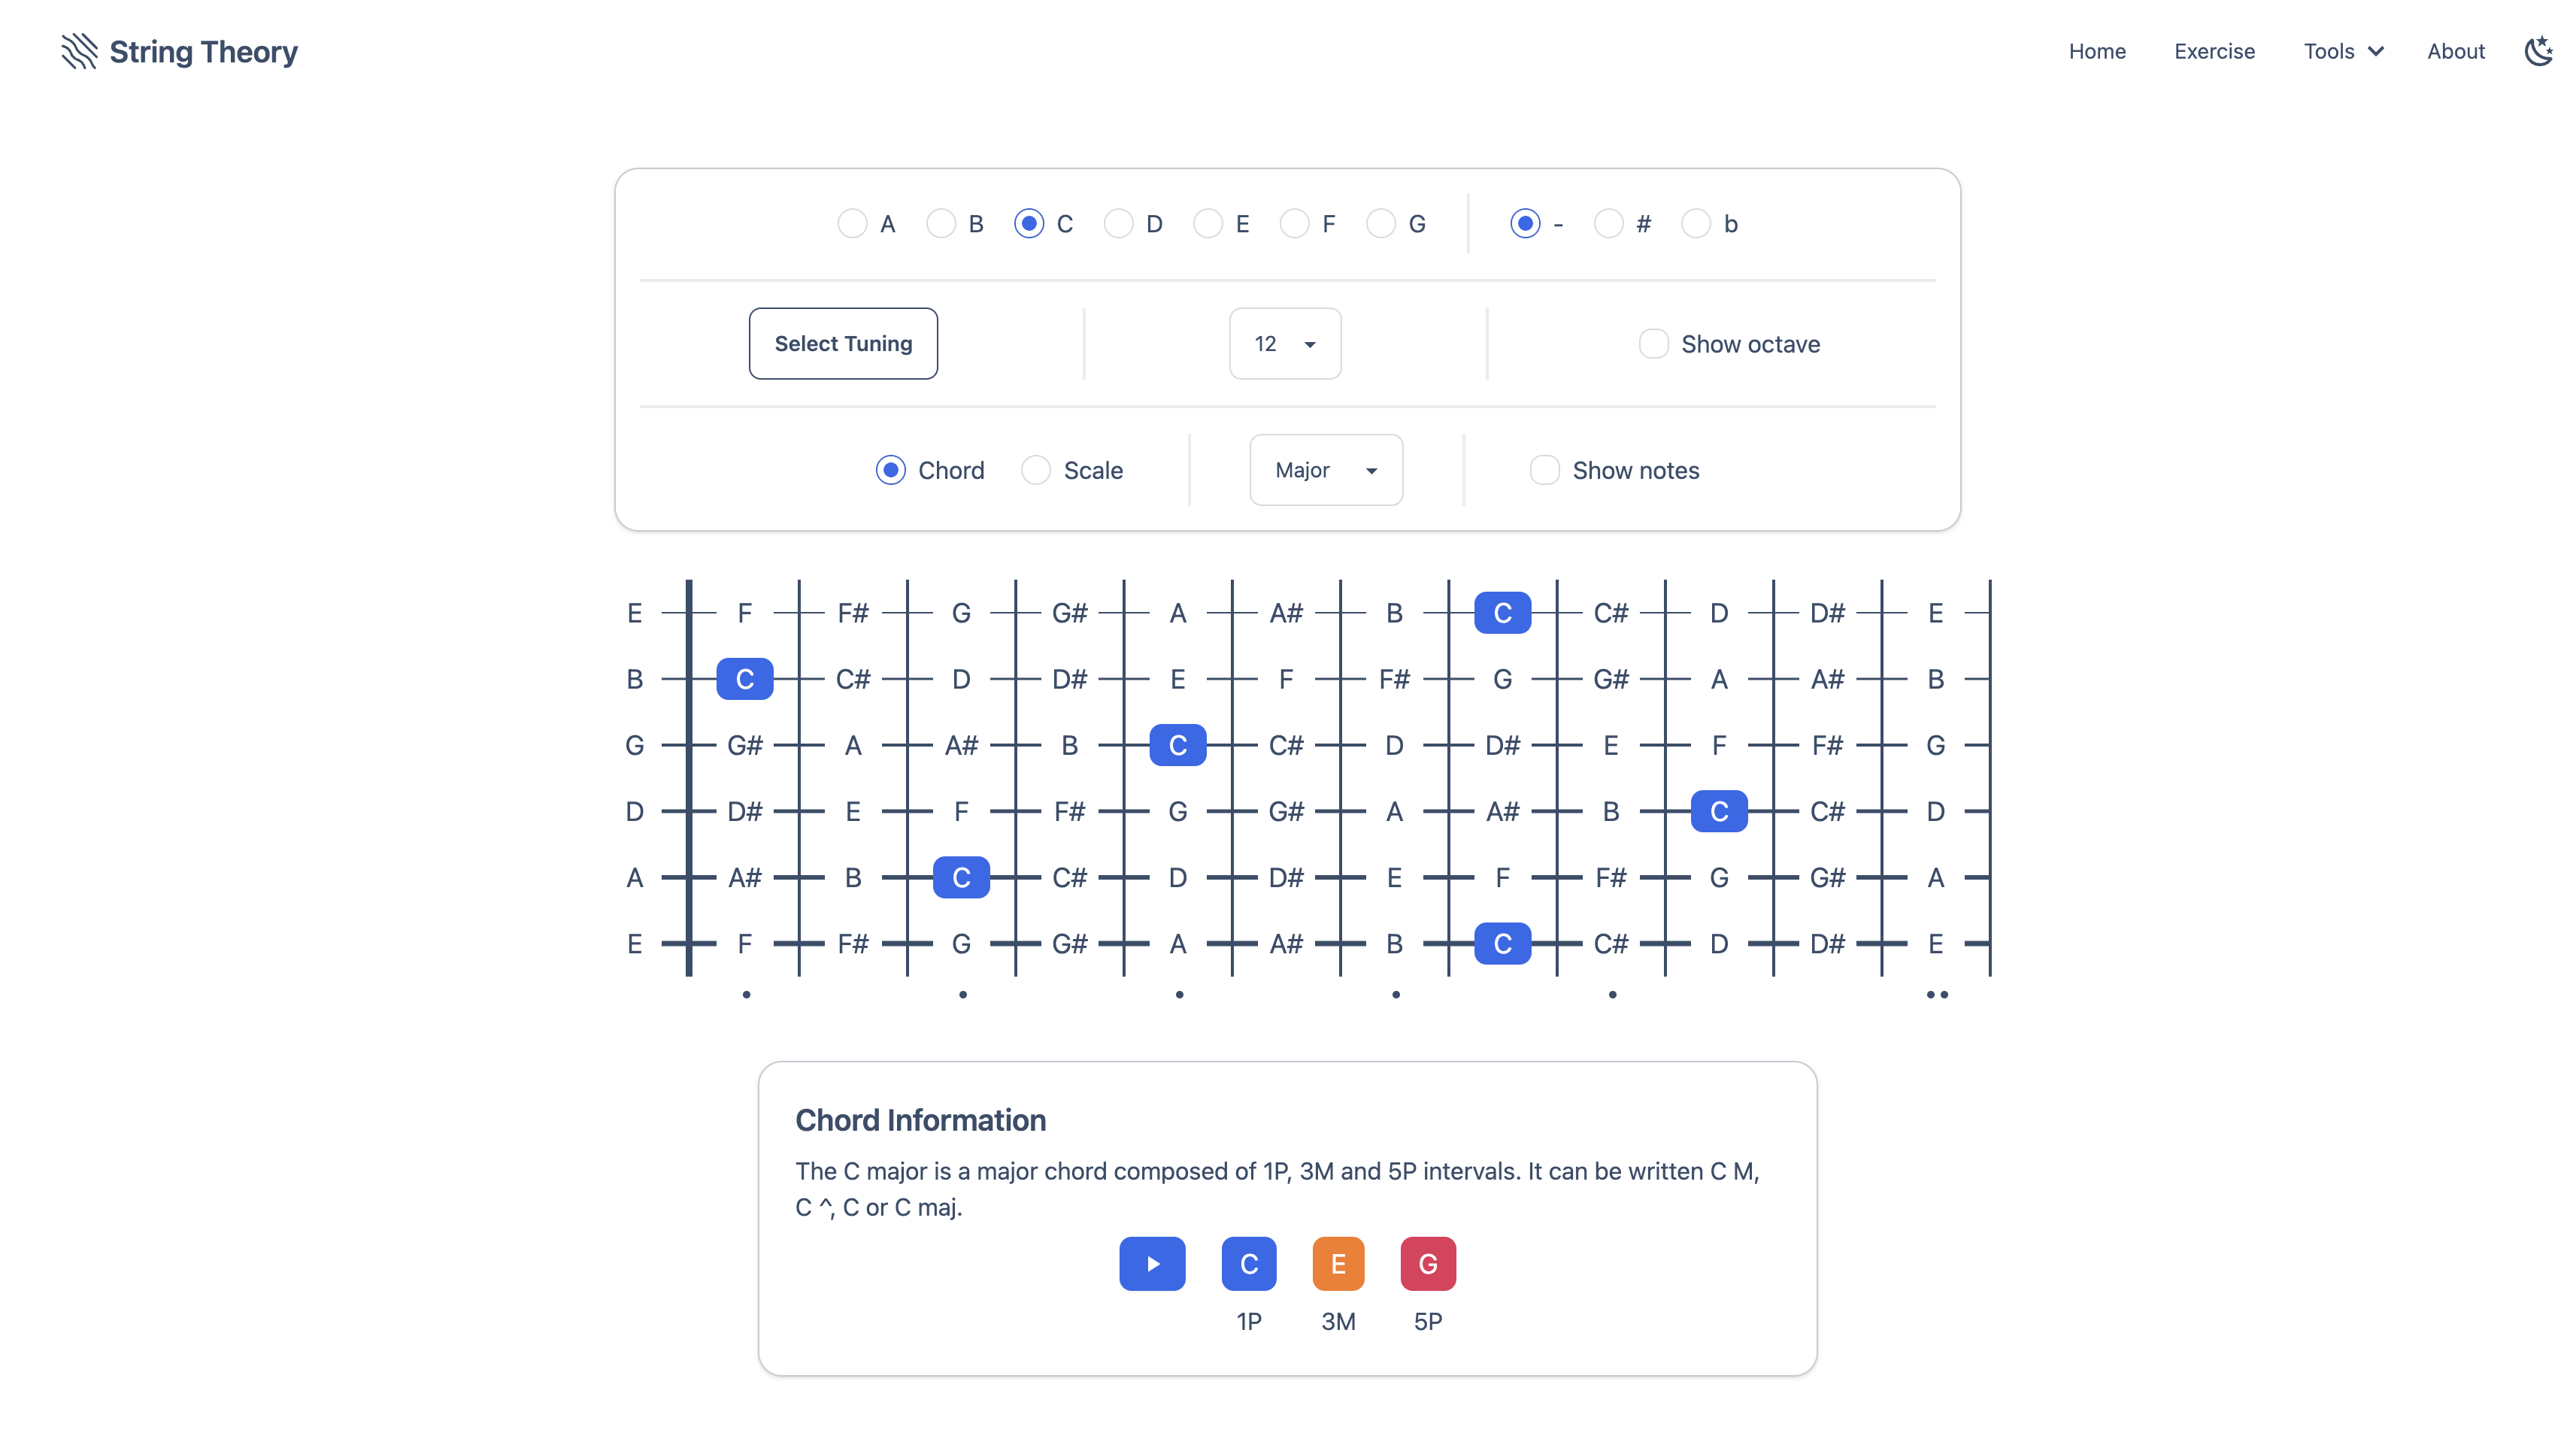 String Theory
Home Exercise Tools About
A B C D E F G - # b
Select Tuning 12 Show octave
Chord Scale Major Show notes
E F F# G G# A A# B C C# D D# E
B C C# D D# E F F# G G# A A# B
G G# A A# B C C# D D# E F F# G
D D# E F F# G G# A A# B C C# D
A A# B C C# D D# E F F# G G# A
E F F# G G# A A# B C C# D D# E
Chord Information
The C major is a major chord composed of 1P, 3M and 5P intervals. It can be written C M,
C ^, C or C maj.
C E G
1P 3M 5P